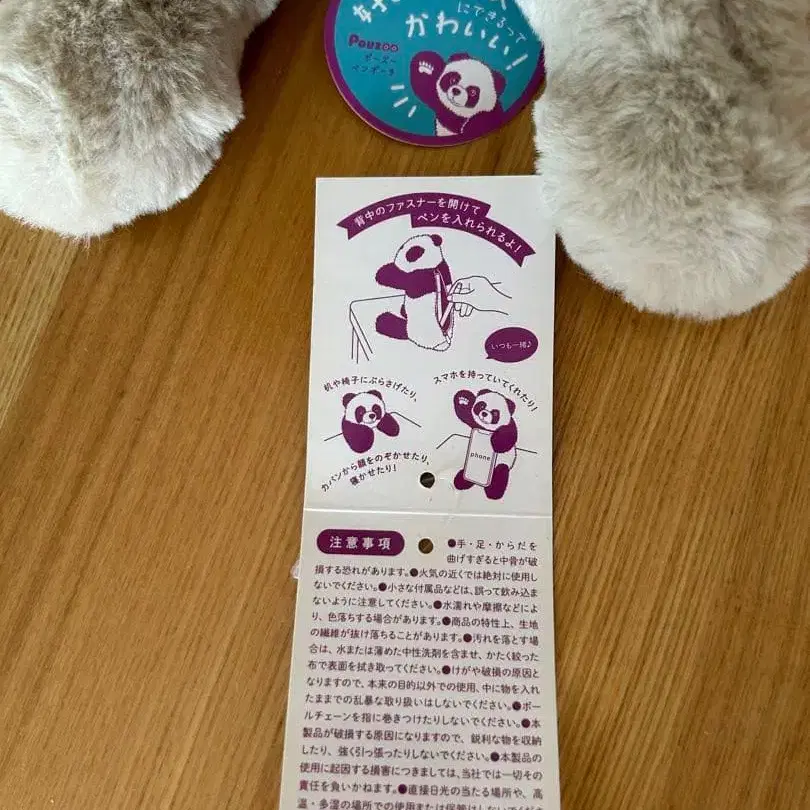 にできるって
かわいい!
Pouzoo
ポーズー
ペンポーチ
背中のファスナーを開けて
ペンを入れられるよ!
いつも一緒♪
机や椅子にぶらさげたり、
スマホを持っていてくれたり!
phone
カバンから顔をのぞかせたり、
寝かせたり!
注意事項
●手・足・からだを
曲げすぎると中骨が破
損する恐れがあります。●火気の近くでは絶対に使用し
ないでください。●小さな付属品などは、誤って飲み込ま
ないように注意してください。●水濡れや摩擦などによ
り、色落ちする場合があります。●商品の特性上、生地
の繊維が抜け落ちることがあります。●汚れを落とす場
合は、水または薄めた中性洗剤を含ませ、かたく絞った
布で表面を拭き取ってください。●けがや破損の原因と
なりますので、本来の目的以外での使用、中に物を入れ
たままでの乱暴な取り扱いはしないでください。●ボー
ルチェーンを指に巻きつけたりしないでください。●本
製品が破損する原因になりますので、鋭利な物を収納
したり、強く引っ張ったりしないでください。●本製品の
使用に起因する損害につきましては、当社では一切その
責任を負いかねます。●直接日光の当たる場所や、高
温・多湿の場所での使用または保管はしないでくださ